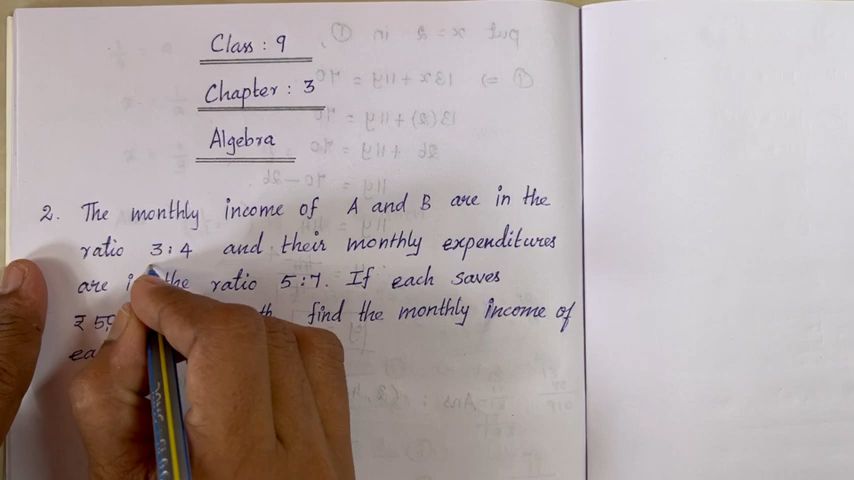 Class : 9
Chapter : 3
Algebra
2. The monthly income of A and B are in the
ratio 3:4 and their monthly expenditures
are the ratio 5:7. If each saves
find the monthly income of